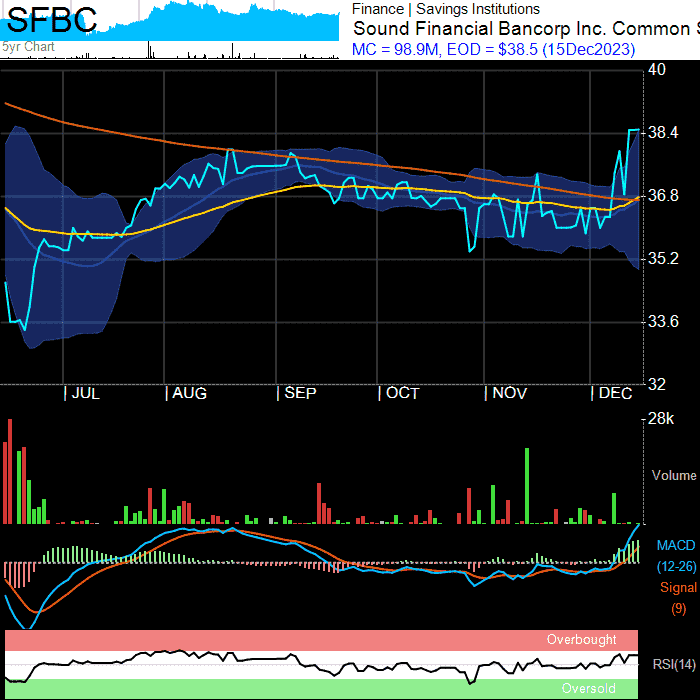 SFBC
5yr Chart
Finance | Savings Institutions
Sound Financial Bancorp Inc. Common S
MC = 98.9M, EOD = $38.5 (15Dec2023)
40
38.4
36.8
35.2
33.6
32
| JUL | AUG | SEP | OCT | NOV | DEC
28k
Volume
MACD
(12-26)
Signal
(9)
Overbought
RSI(14)
Oversold